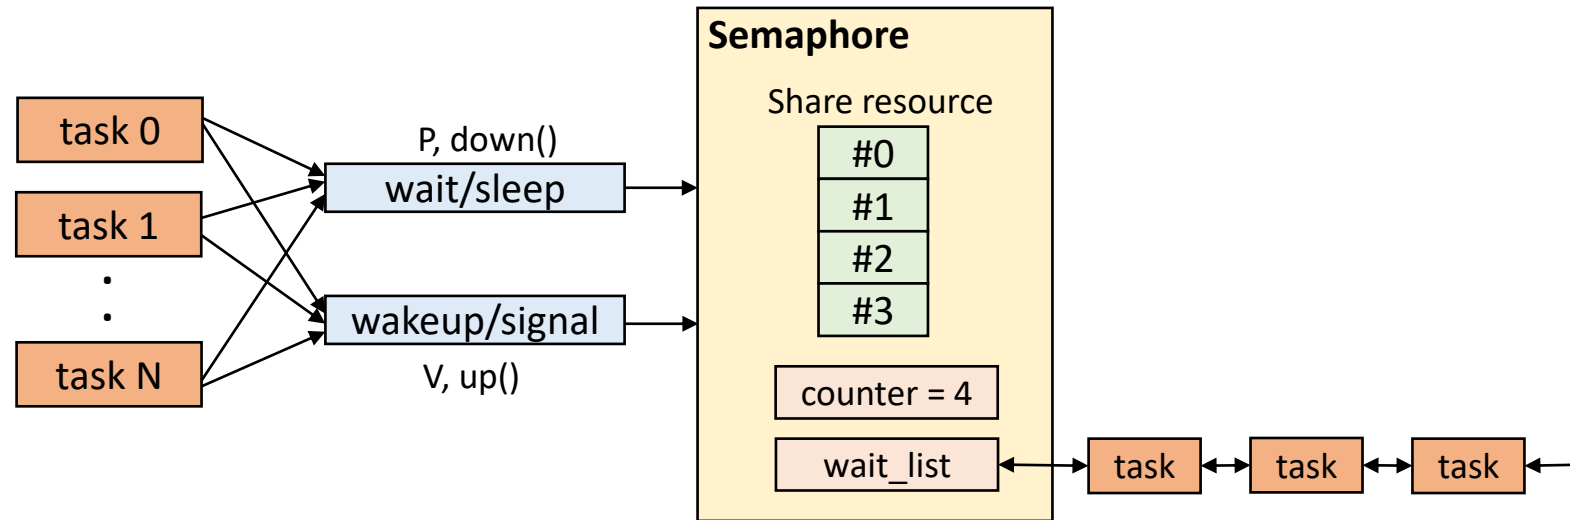 Semaphore
Share resource
task 0
task 1
.
.
task N
P, down()
wait/sleep
wakeup/signal
V, up()
#0
#1
#2
#3
counter = 4
wait_list
task
task
task